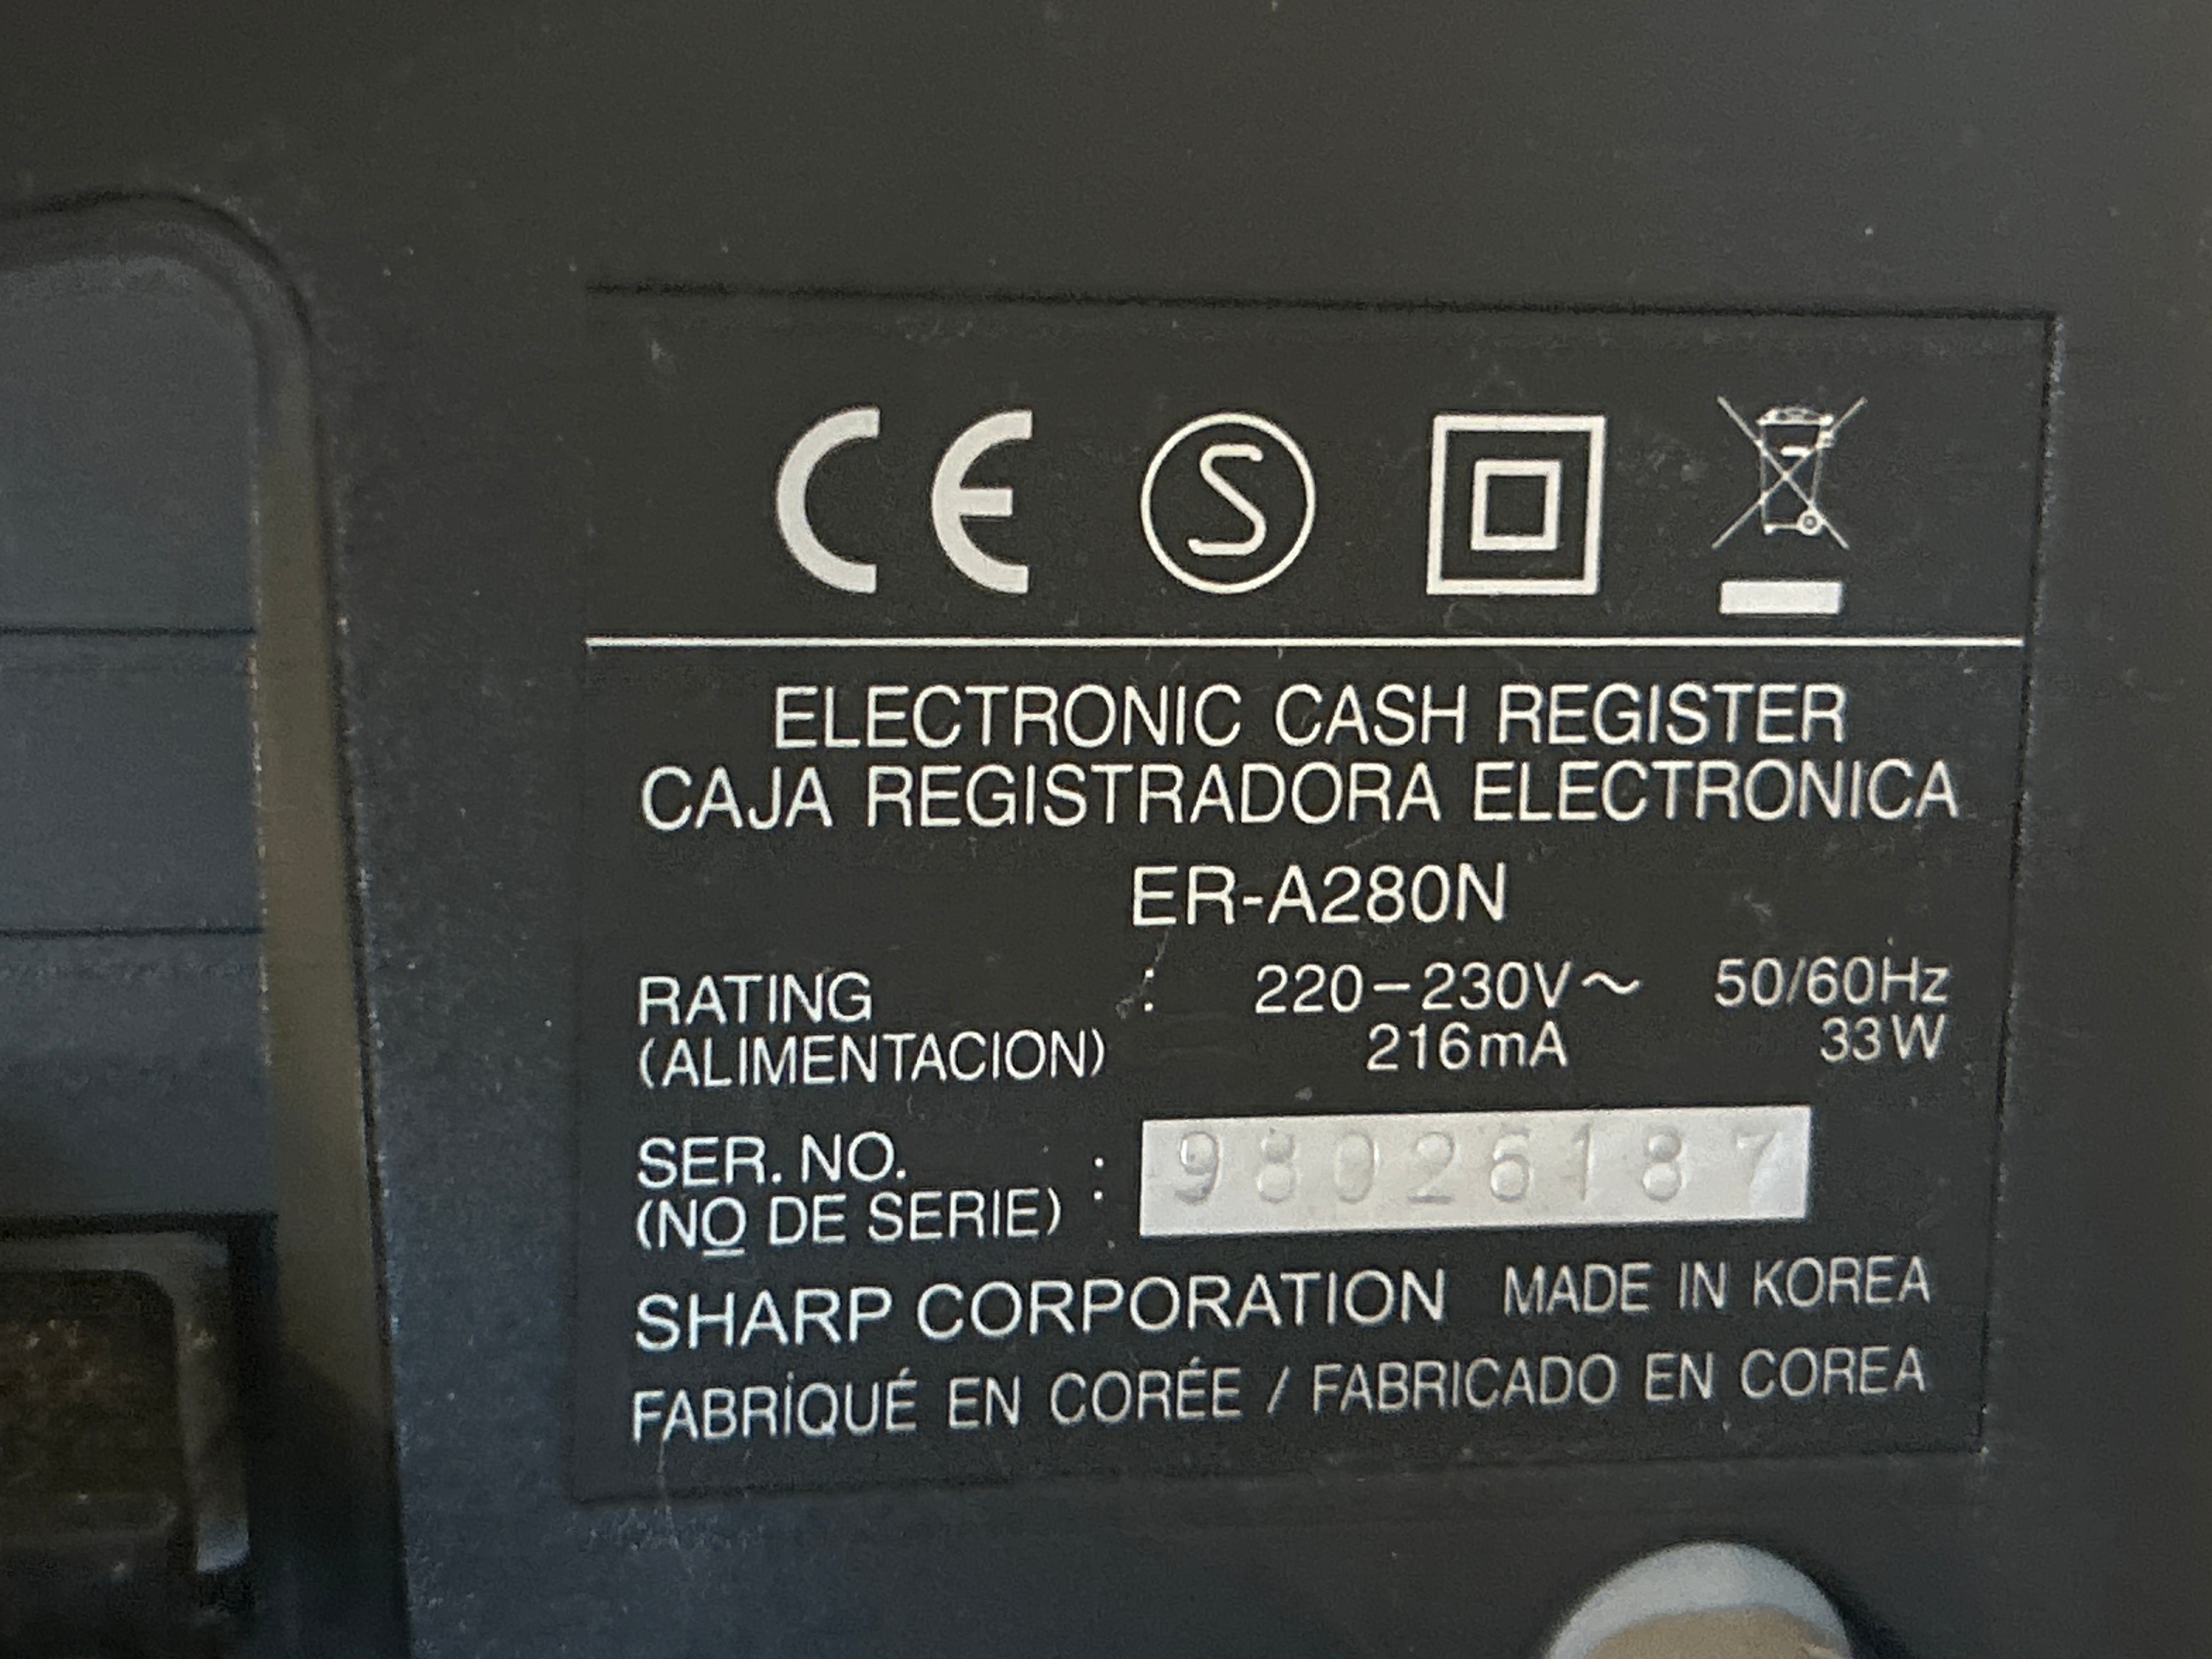 CE S
ELECTRONIC CASH REGISTER
CAJA REGISTRADORA ELECTRONICA
ER-A280N
RATING : 220-230V~ 50/60Hz
(ALIMENTACION) 216mA 33W
SER. NO. : 98026187
(NO DE SERIE)
SHARP CORPORATION MADE IN KOREA
FABRIQUÉ EN CORÉE / FABRICADO EN COREA